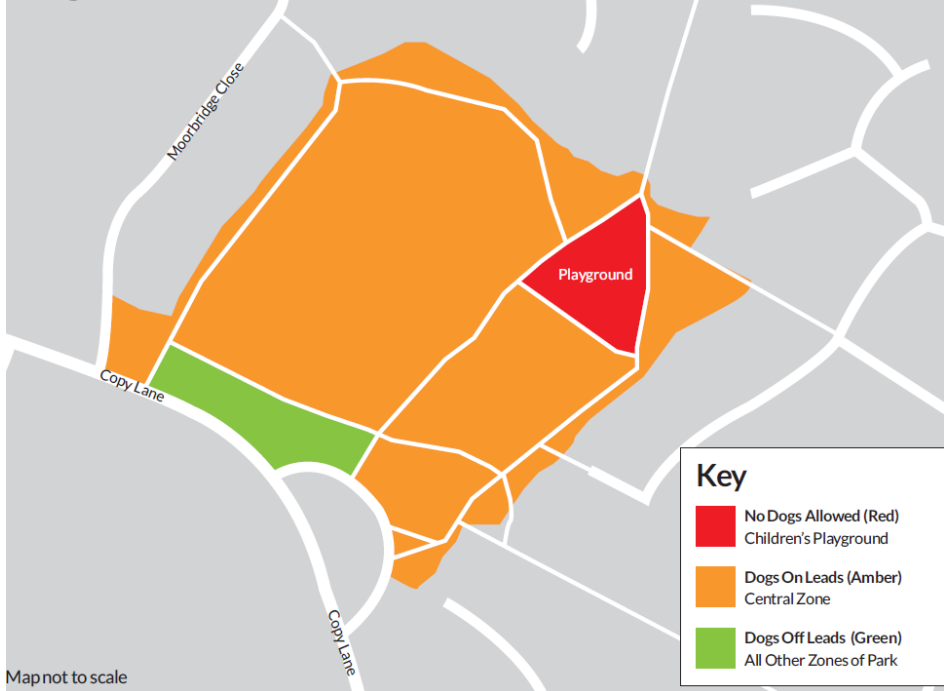 Moorbridge Close
Playground
Copy Lane
Copy Lane
Map not to scale
Key
No Dogs Allowed (Red)
Children's Playground
Dogs On Leads (Amber)
Central Zone
Dogs Off Leads (Green)
All Other Zones of Park